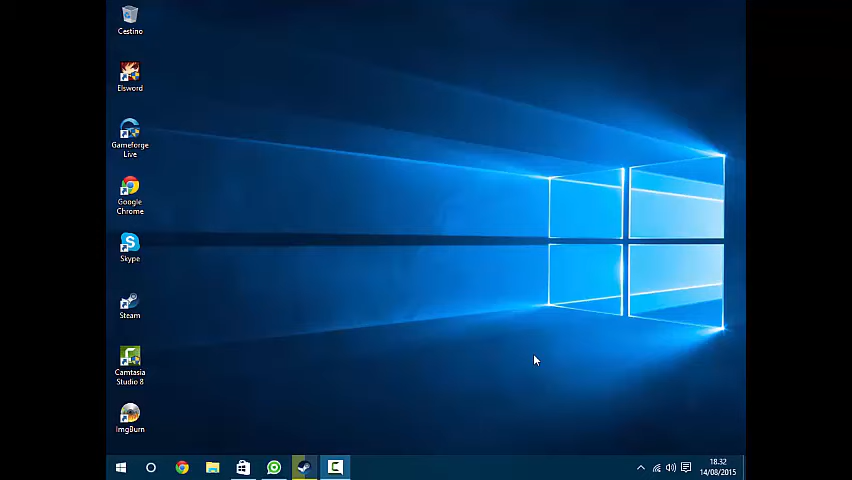 Cestino
Elsword
Gameforge
Live
Google
Chrome
Skype
Steam
Camtasia
Studio 8
ImgBurn
18.32
14/08/2015